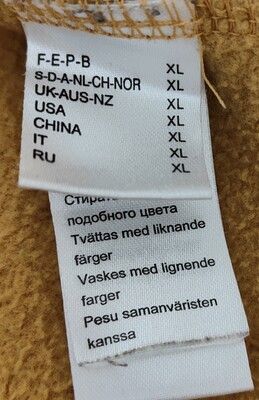 F-E-P-B XL
S-D-A-NL-CH-NOR XL
UK-AUS-NZ XL
USA XL
CHINA XL
IT XL
RU XL
подобного цвета
Tvättas med liknande
färger
Vaskes med lignende
farger
Pesu samanväristen
kanssa